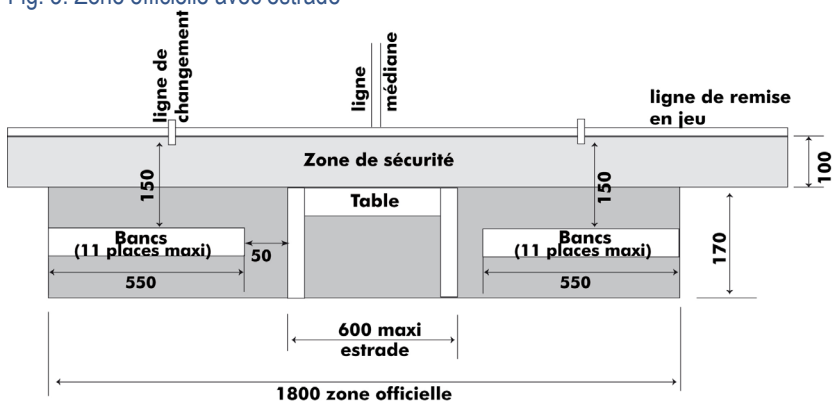 ligne de
changement
ligne
médiane
ligne de remise
en jeu
Zone de sécurité
100
150
150
Table
Bancs
(11 places maxi)
50
Bancs
(11 places maxi)
170
550
550
600 maxi
estrade
1800 zone officielle